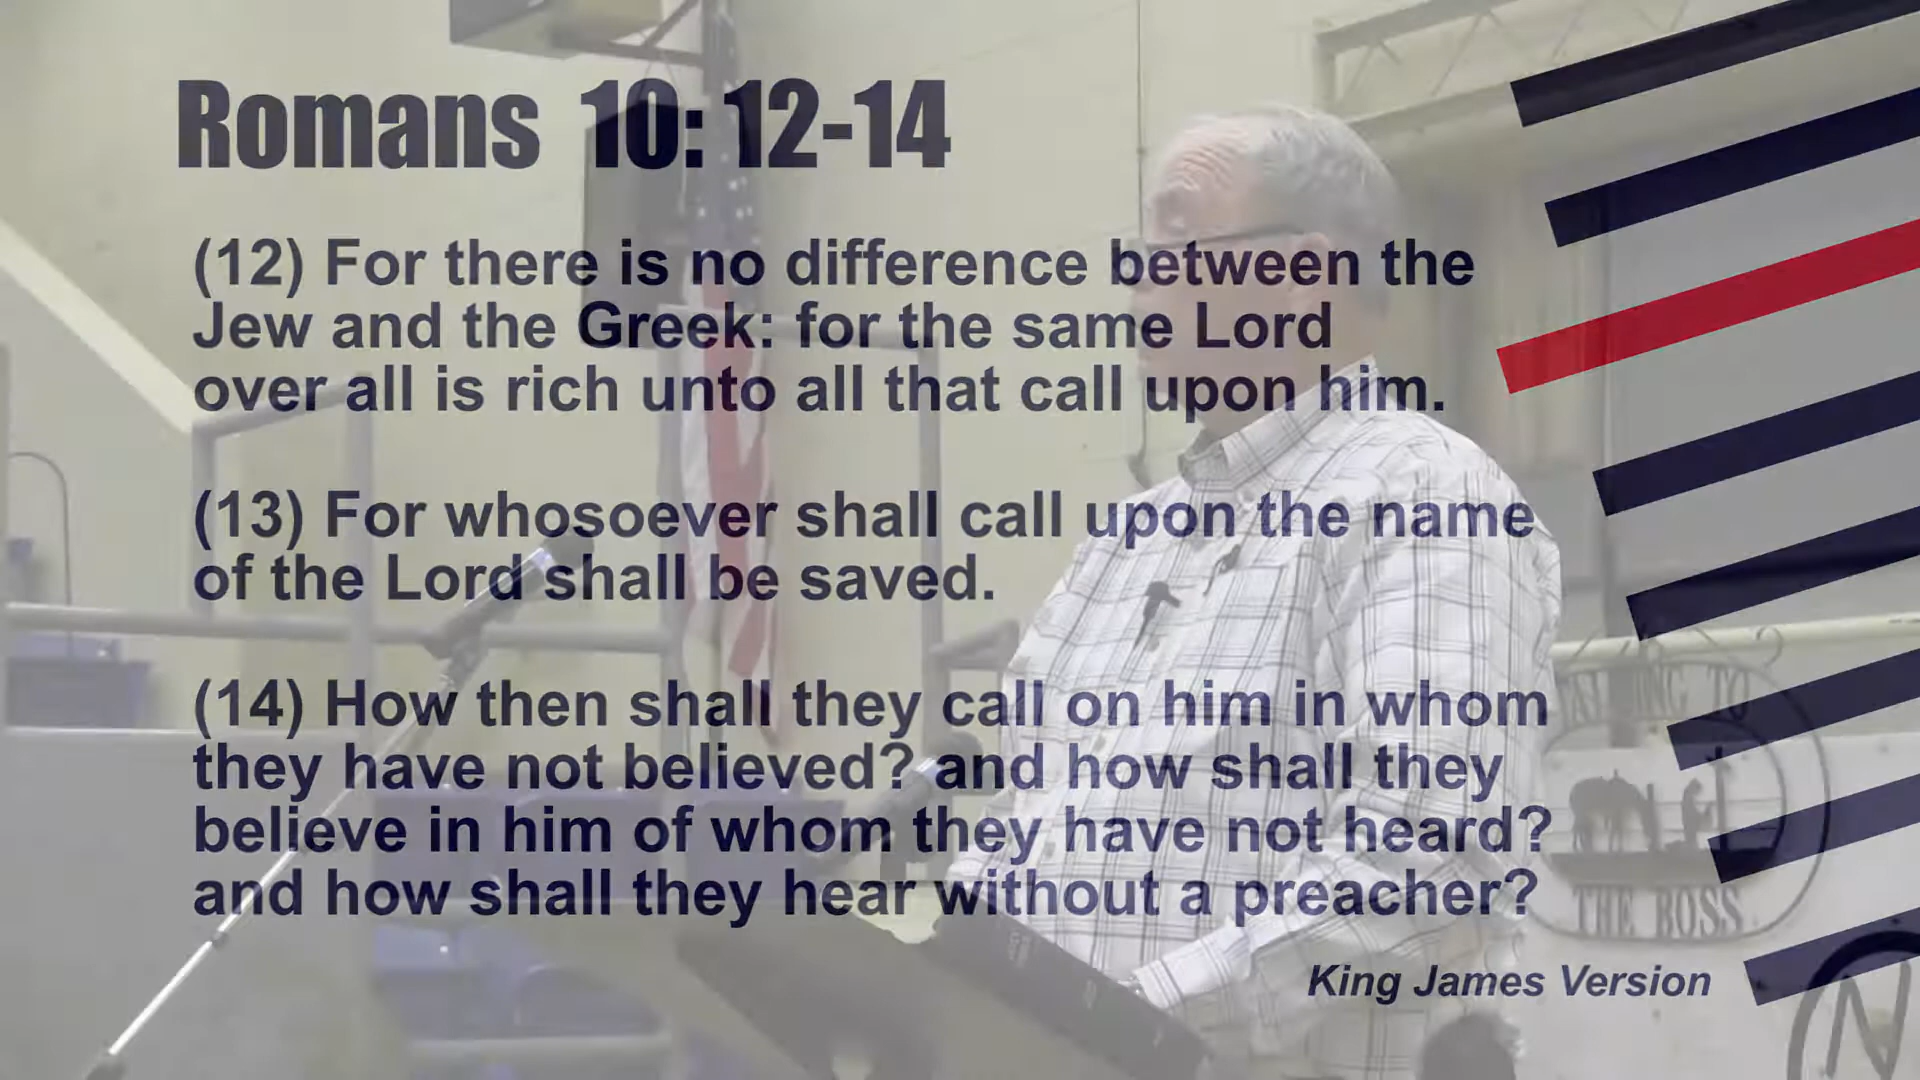 Romans 10: 12-14
(12) For there is no difference between the
Jew and the Greek: for the same Lord
over all is rich unto all that call upon him.
(13) For whosoever shall call upon the name
of the Lord shall be saved.
(14) How then shall they call on him in whom
they have not believed? and how shall they
believe in him of whom they have not heard?
and how shall they hear without a preacher?
King James Version
TALKING TO
THE BOSS
N